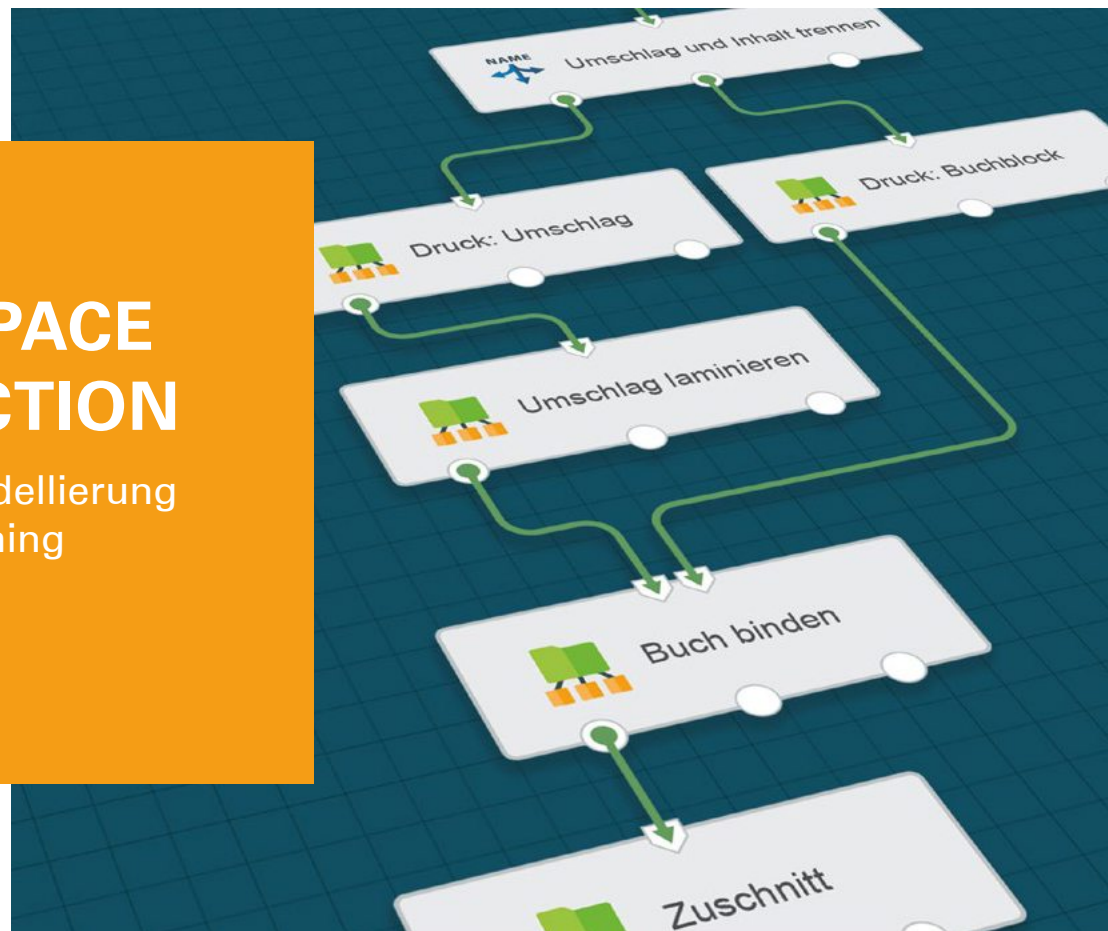 NAME
Umschlag und Inhalt trennen
Druck: Buchblock
Druck: Umschlag
PACE
CTION
Umschlag laminieren
dellierung
ning
Buch binden
Zuschnitt